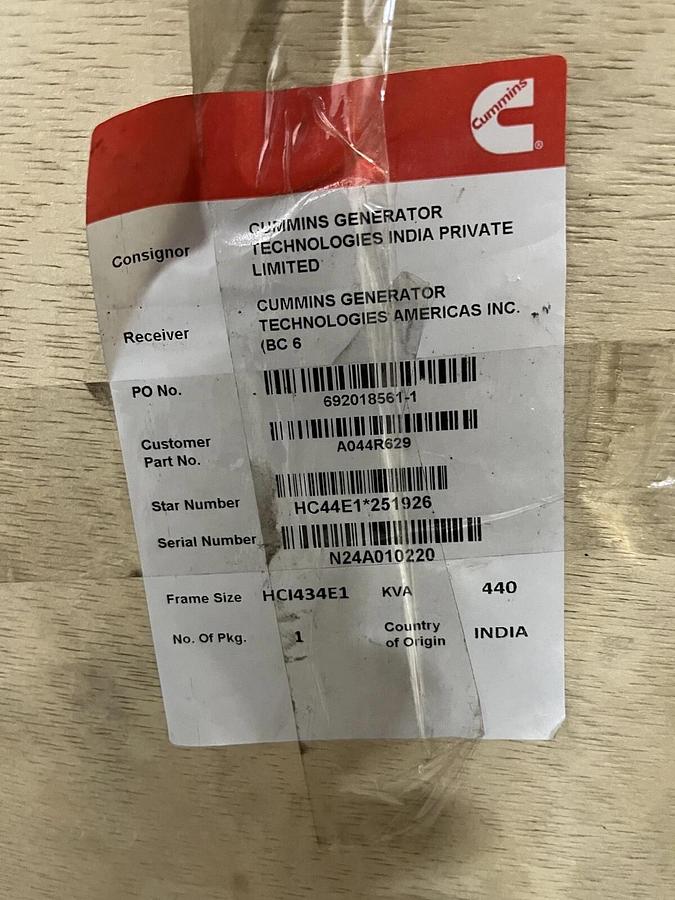 Cummins
®
Consignor CUMMINS GENERATOR
TECHNOLOGIES INDIA PRIVATE
LIMITED
Receiver CUMMINS GENERATOR
TECHNOLOGIES AMERICAS INC.
(BC 6
PO No.
692018561-1
Customer
Part No. A044R629
Star Number HC44E1*251926
Serial Number
N24A010220
Frame Size HCI434E1 KVA 440
No. Of Pkg. 1 Country
of Origin INDIA